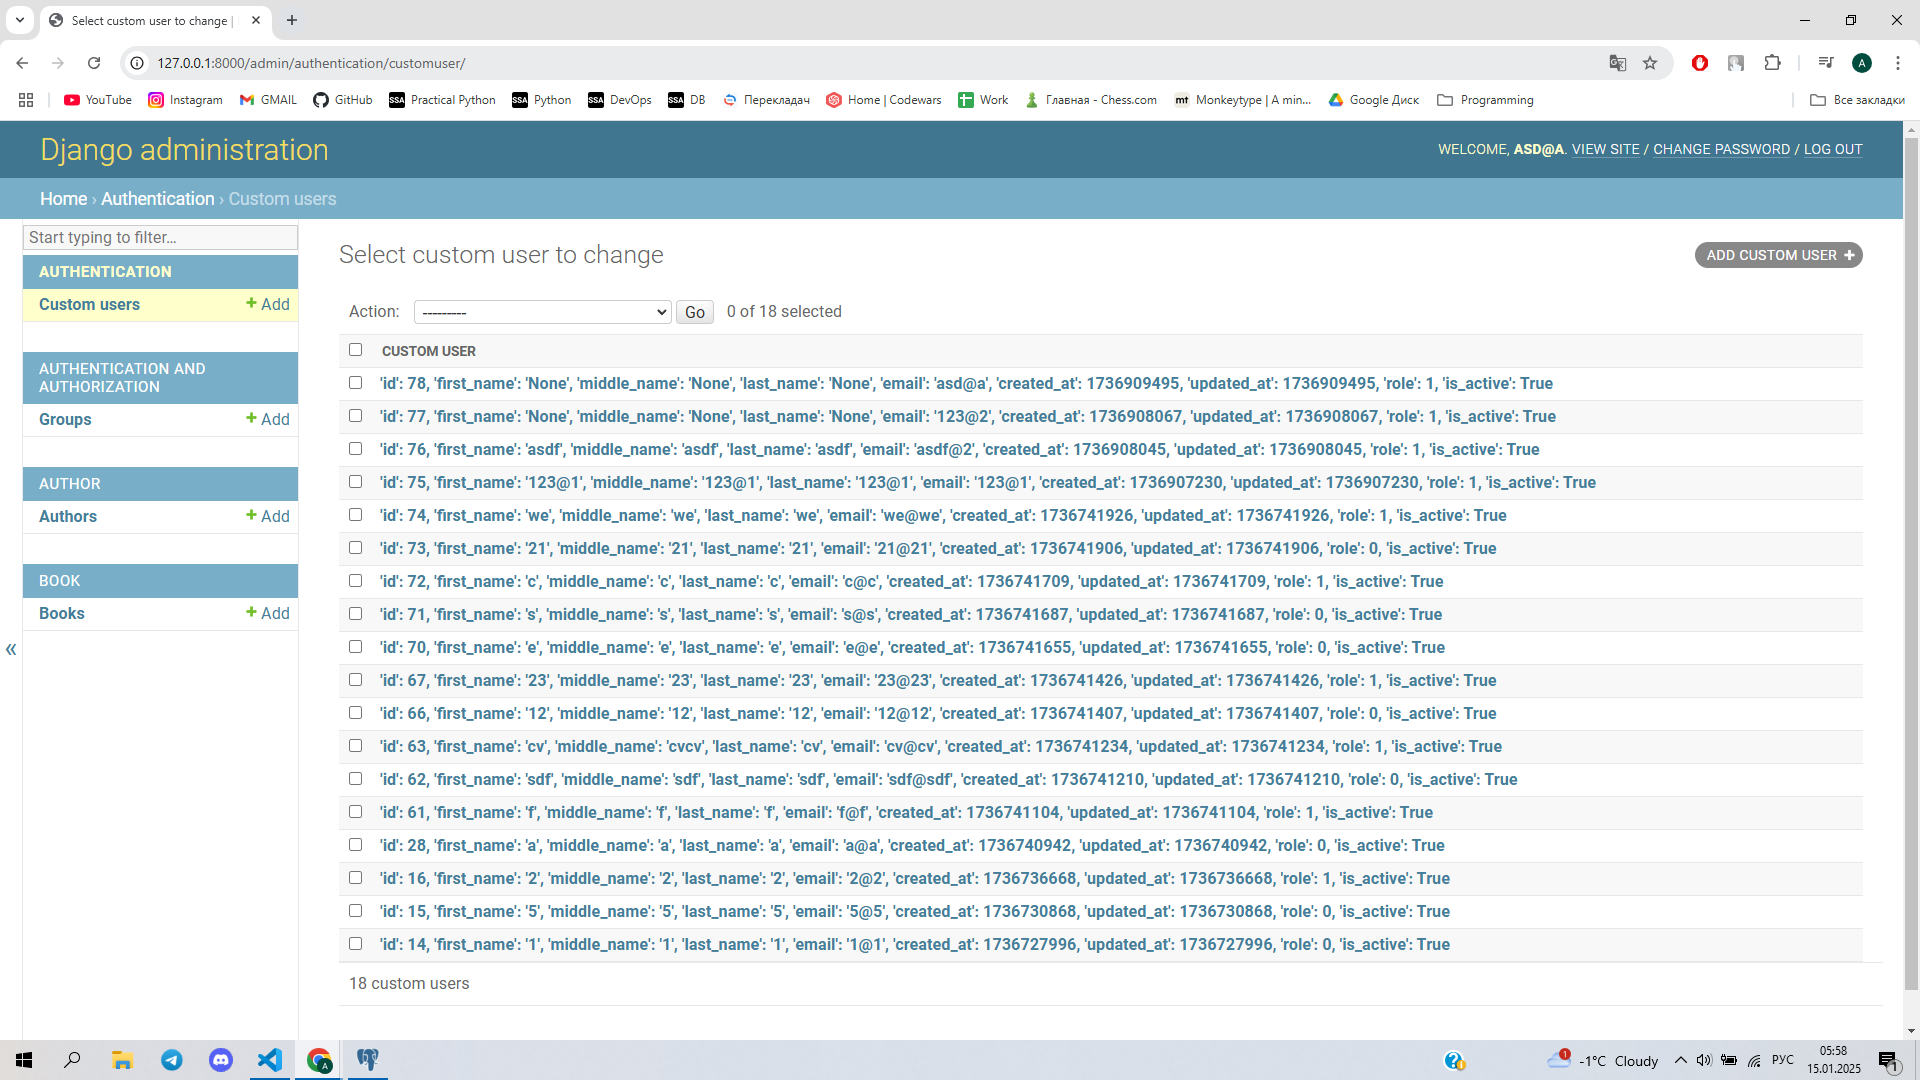 Select custom user to change |
127.0.0.1:8000/admin/authentication/customuser/
A
YouTube
Instagram
GMAIL
GitHub
SSA Practical Python
SSA Python
SSA DevOps
SSA DB
Перекладач
Home | Codewars
Work
Главная - Chess.com
mt Monkeytype | A min...
Google Диск
Programming
Все закладки
Django administration
WELCOME, ASD@A. VIEW SITE / CHANGE PASSWORD / LOG OUT
Home › Authentication › Custom users
Start typing to filter...
AUTHENTICATION
Custom users + Add
AUTHENTICATION AND
AUTHORIZATION
Groups + Add
AUTHOR
Authors + Add
BOOK
Books + Add
«
Select custom user to change
ADD CUSTOM USER +
Action: --------- Go 0 of 18 selected
CUSTOM USER
'id': 78, 'first_name': 'None', 'middle_name': 'None', 'last_name': 'None', 'email': 'asd@a', 'created_at': 1736909495, 'updated_at': 1736909495, 'role': 1, 'is_active': True
'id': 77, 'first_name': 'None', 'middle_name': 'None', 'last_name': 'None', 'email': '123@2', 'created_at': 1736908067, 'updated_at': 1736908067, 'role': 1, 'is_active': True
'id': 76, 'first_name': 'asdf', 'middle_name': 'asdf', 'last_name': 'asdf', 'email': 'asdf@2', 'created_at': 1736908045, 'updated_at': 1736908045, 'role': 1, 'is_active': True
'id': 75, 'first_name': '123@1', 'middle_name': '123@1', 'last_name': '123@1', 'email': '123@1', 'created_at': 1736907230, 'updated_at': 1736907230, 'role': 1, 'is_active': True
'id': 74, 'first_name': 'we', 'middle_name': 'we', 'last_name': 'we', 'email': 'we@we', 'created_at': 1736741926, 'updated_at': 1736741926, 'role': 1, 'is_active': True
'id': 73, 'first_name': '21', 'middle_name': '21', 'last_name': '21', 'email': '21@21', 'created_at': 1736741906, 'updated_at': 1736741906, 'role': 0, 'is_active': True
'id': 72, 'first_name': 'c', 'middle_name': 'c', 'last_name': 'c', 'email': 'c@c', 'created_at': 1736741709, 'updated_at': 1736741709, 'role': 1, 'is_active': True
'id': 71, 'first_name': 's', 'middle_name': 's', 'last_name': 's', 'email': 's@s', 'created_at': 1736741687, 'updated_at': 1736741687, 'role': 0, 'is_active': True
'id': 70, 'first_name': 'e', 'middle_name': 'e', 'last_name': 'e', 'email': 'e@e', 'created_at': 1736741655, 'updated_at': 1736741655, 'role': 0, 'is_active': True
'id': 67, 'first_name': '23', 'middle_name': '23', 'last_name': '23', 'email': '23@23', 'created_at': 1736741426, 'updated_at': 1736741426, 'role': 1, 'is_active': True
'id': 66, 'first_name': '12', 'middle_name': '12', 'last_name': '12', 'email': '12@12', 'created_at': 1736741407, 'updated_at': 1736741407, 'role': 0, 'is_active': True
'id': 63, 'first_name': 'cv', 'middle_name': 'cvcv', 'last_name': 'cv', 'email': 'cv@cv', 'created_at': 1736741234, 'updated_at': 1736741234, 'role': 1, 'is_active': True
'id': 62, 'first_name': 'sdf', 'middle_name': 'sdf', 'last_name': 'sdf', 'email': 'sdf@sdf', 'created_at': 1736741210, 'updated_at': 1736741210, 'role': 0, 'is_active': True
'id': 61, 'first_name': 'f', 'middle_name': 'f', 'last_name': 'f', 'email': 'f@f', 'created_at': 1736741104, 'updated_at': 1736741104, 'role': 1, 'is_active': True
'id': 28, 'first_name': 'a', 'middle_name': 'a', 'last_name': 'a', 'email': 'a@a', 'created_at': 1736740942, 'updated_at': 1736740942, 'role': 0, 'is_active': True
'id': 16, 'first_name': '2', 'middle_name': '2', 'last_name': '2', 'email': '2@2', 'created_at': 1736736668, 'updated_at': 1736736668, 'role': 1, 'is_active': True
'id': 15, 'first_name': '5', 'middle_name': '5', 'last_name': '5', 'email': '5@5', 'created_at': 1736730868, 'updated_at': 1736730868, 'role': 0, 'is_active': True
'id': 14, 'first_name': '1', 'middle_name': '1', 'last_name': '1', 'email': '1@1', 'created_at': 1736727996, 'updated_at': 1736727996, 'role': 0, 'is_active': True
18 custom users
A
1
-1°C Cloudy
РУС
05:58
15.01.2025
1